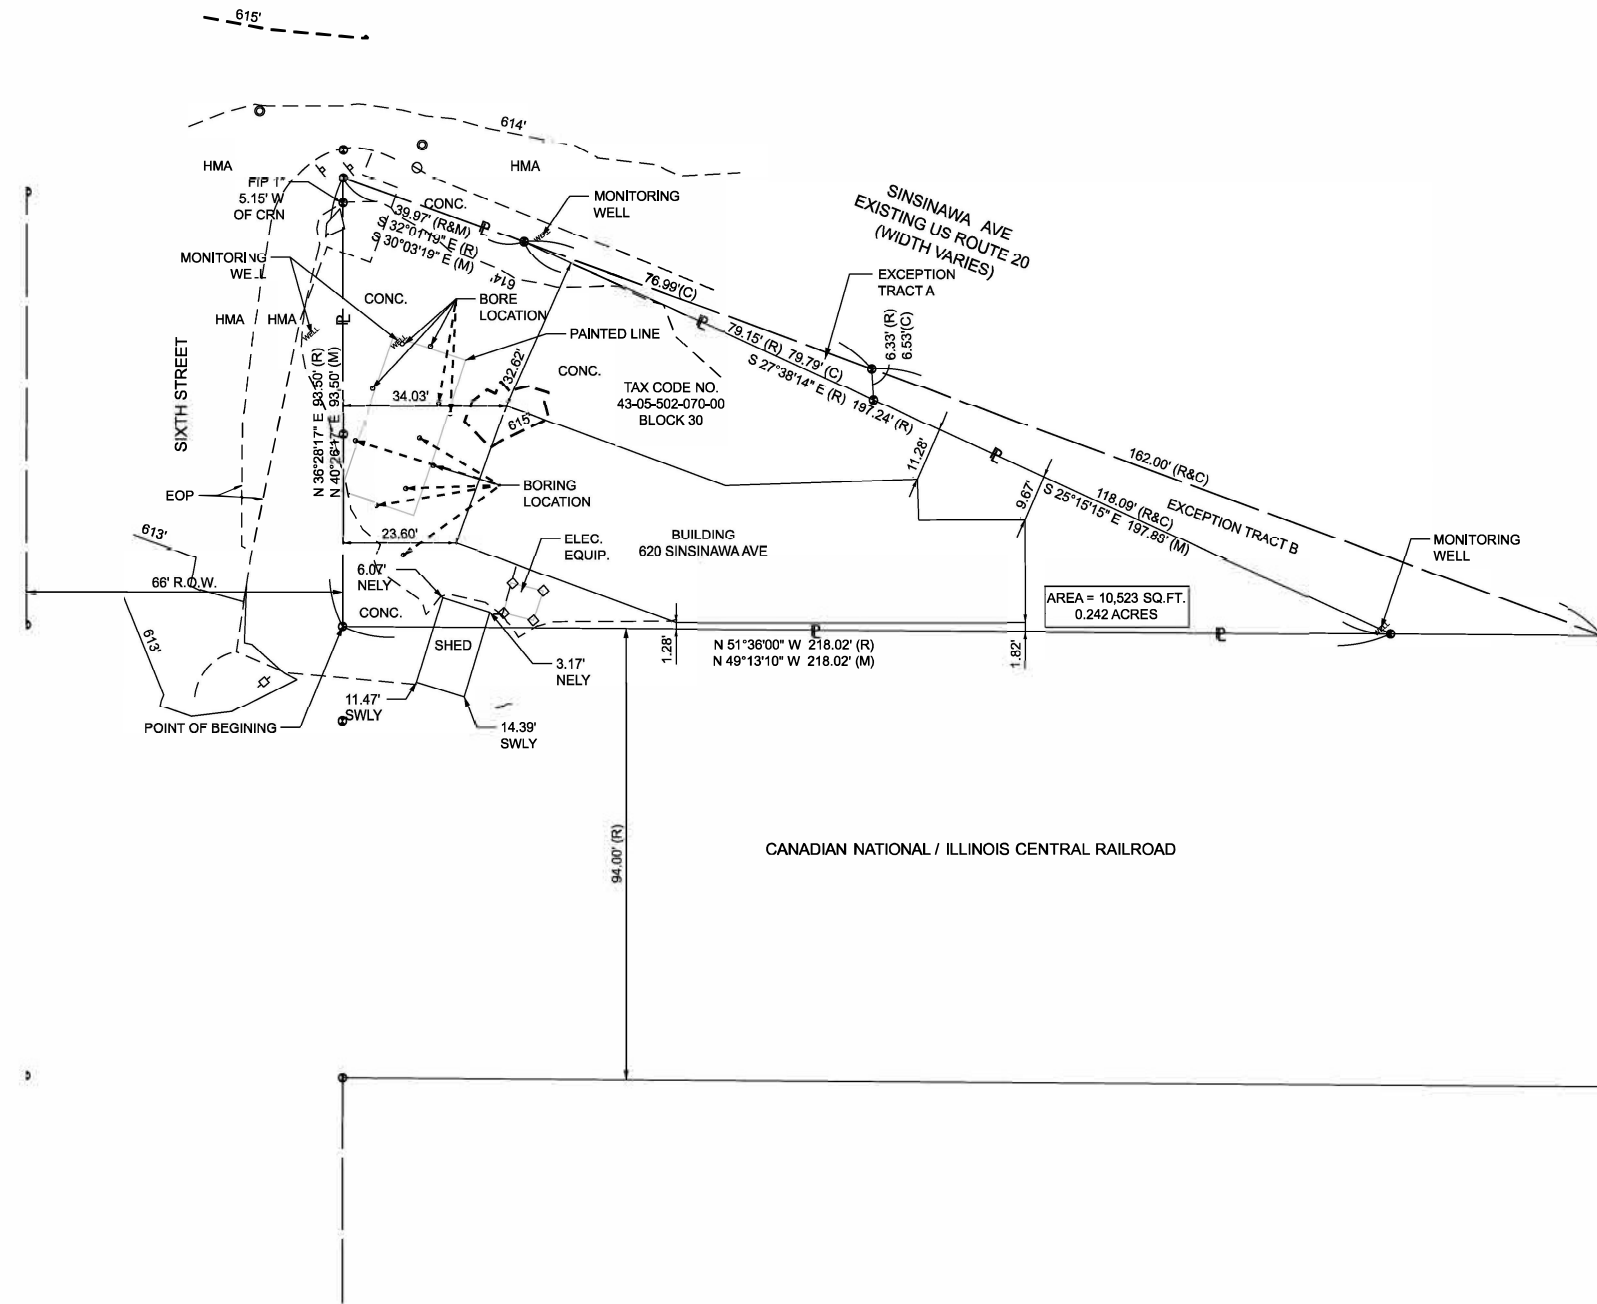 615'
614'
HMA
HMA
FIP 1"
5.15' W
OF CRN
CONC.
39.97' (R&M)
S 32°01'19" E (R)
S 30°03'19" E (M)
MONITORING
WELL
SINSINAWA AVE
EXISTING US ROUTE 20
(WIDTH VARIES)
MONITORING
WELL
WELL
614'
76.99'(C)
EXCEPTION
TRACT A
CONC.
BORE
LOCATION
HMA
HMA
WELL
WELL
PAINTED LINE
79.15' (R) 79.79' (C)
S 27°38'14" E (R) 197.24' (R)
6.33' (R)
6.53'(C)
SIXTH STREET
N 36°28'17" E 93.50' (R)
N 40°26'17" E 93.50' (M)
132.62'
CONC.
TAX CODE NO.
43-05-502-070-00
BLOCK 30
34.03'
615'
11.28'
162.00' (R&C)
EOP
BORING
LOCATION
9.67'
118.09' (R&C)
S 25°15'15" E 197.88' (M)
EXCEPTION TRACT B
613'
23.60'
ELEC.
EQUIP.
BUILDING
620 SINSINAWA AVE
MONITORING
WELL
66' R.O.W.
6.07'
NELY
AREA = 10,523 SQ.FT.
0.242 ACRES
CONC.
613'
SHED
1.28'
N 51°36'00" W 218.02' (R)
N 49°13'10" W 218.02' (M)
1.82'
3.17'
NELY
11.47'
SWLY
POINT OF BEGINING
14.39'
SWLY
94.00' (R)
CANADIAN NATIONAL / ILLINOIS CENTRAL RAILROAD